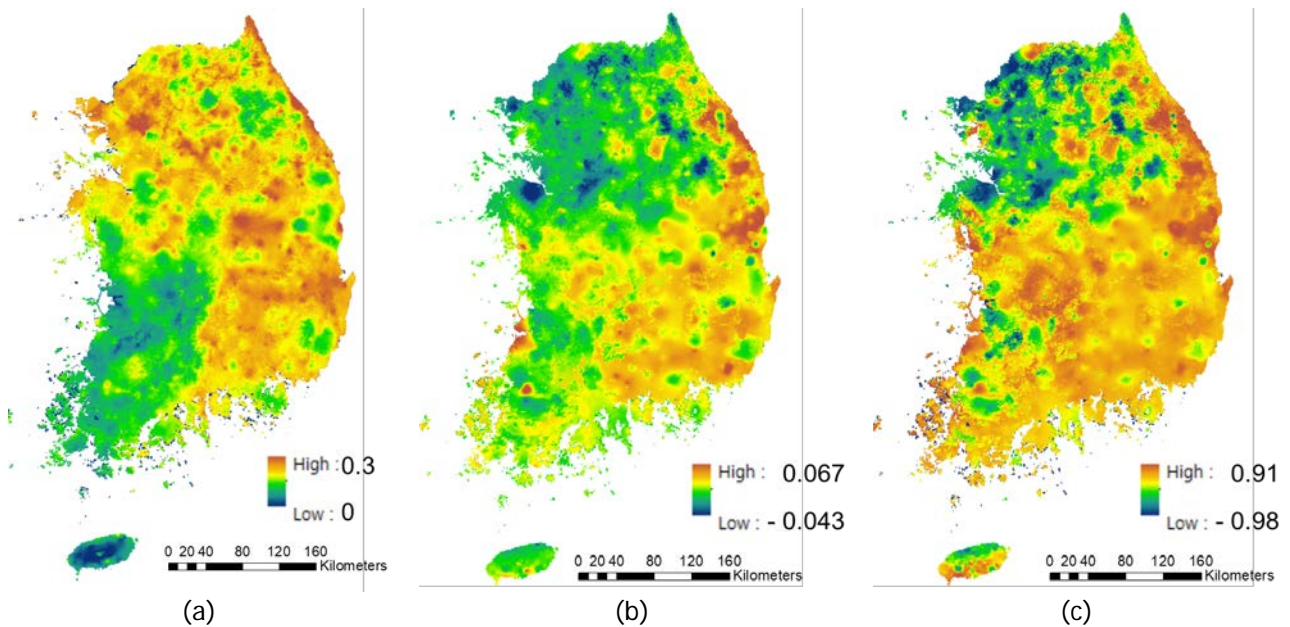 High : 0.3
Low : 0
0 20 40 80 120 160
Kilometers
(a)
High : 0.067
Low : - 0.043
0 20 40 80 120 160
Kilometers
(b)
High : 0.91
Low : - 0.98
0 20 40 80 120 160
Kilometers
(c)